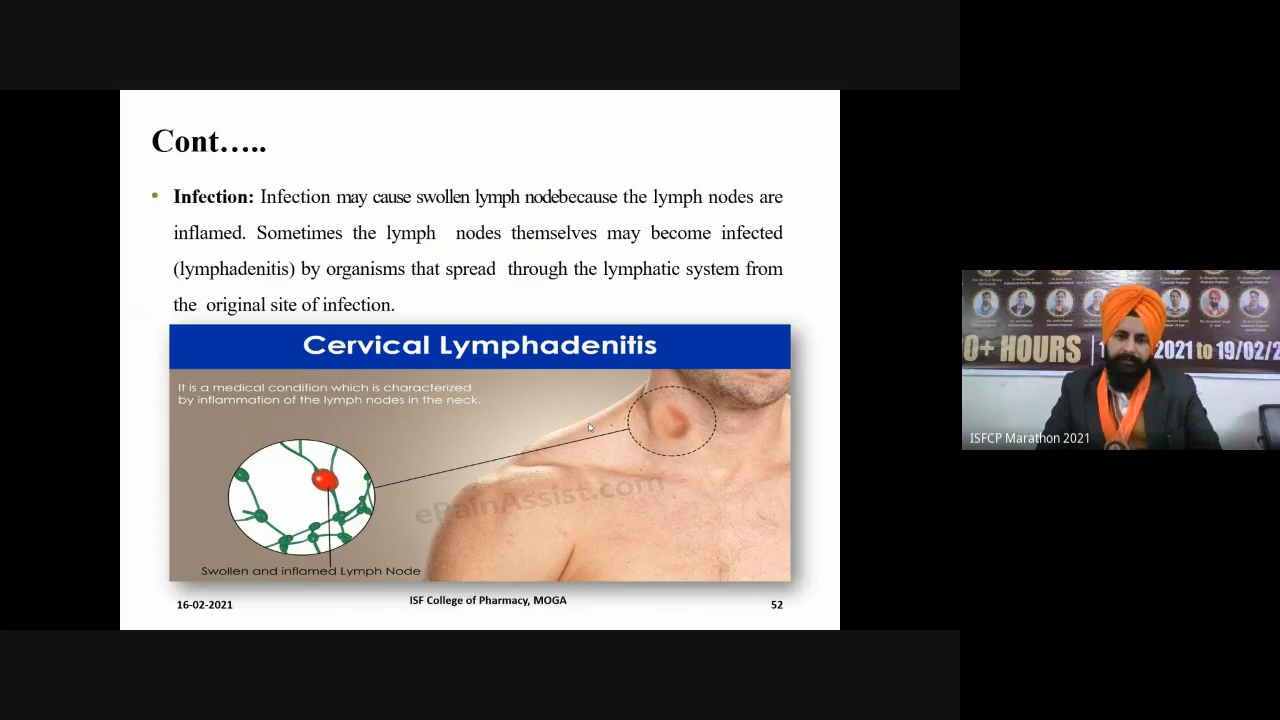 Cont…..
• Infection: Infection may cause swollen lymph nodebecause the lymph nodes are
inflamed. Sometimes the lymph nodes themselves may become infected
(lymphadenitis) by organisms that spread through the lymphatic system from
the original site of infection.
Cervical Lymphadenitis
It is a medical condition which is characterized
by inflammation of the lymph nodes in the neck.
ePainAssist.com
Swollen and inflamed Lymph Node
16-02-2021
ISF College of Pharmacy, MOGA
52
0+ HOURS
2021 to 19/02/2
ISFCP Marathon 2021